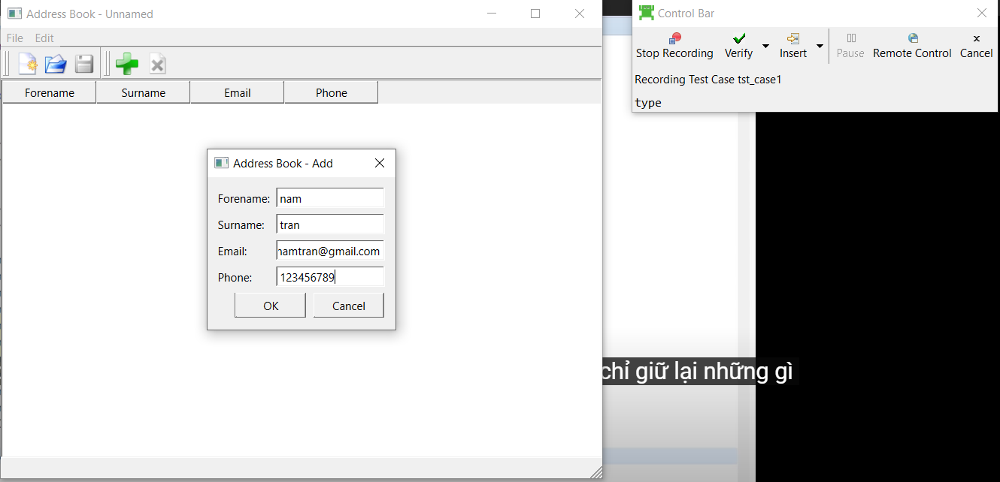 Address Book - Unnamed
File Edit
Forename Surname Email Phone
Address Book - Add
Forename: nam
Surname: tran
Email: namtran@gmail.com
Phone: 123456789
OK Cancel
Control Bar
Stop Recording Verify Insert Pause Remote Control Cancel
Recording Test Case tst_case1
type
chỉ giữ lại những gì